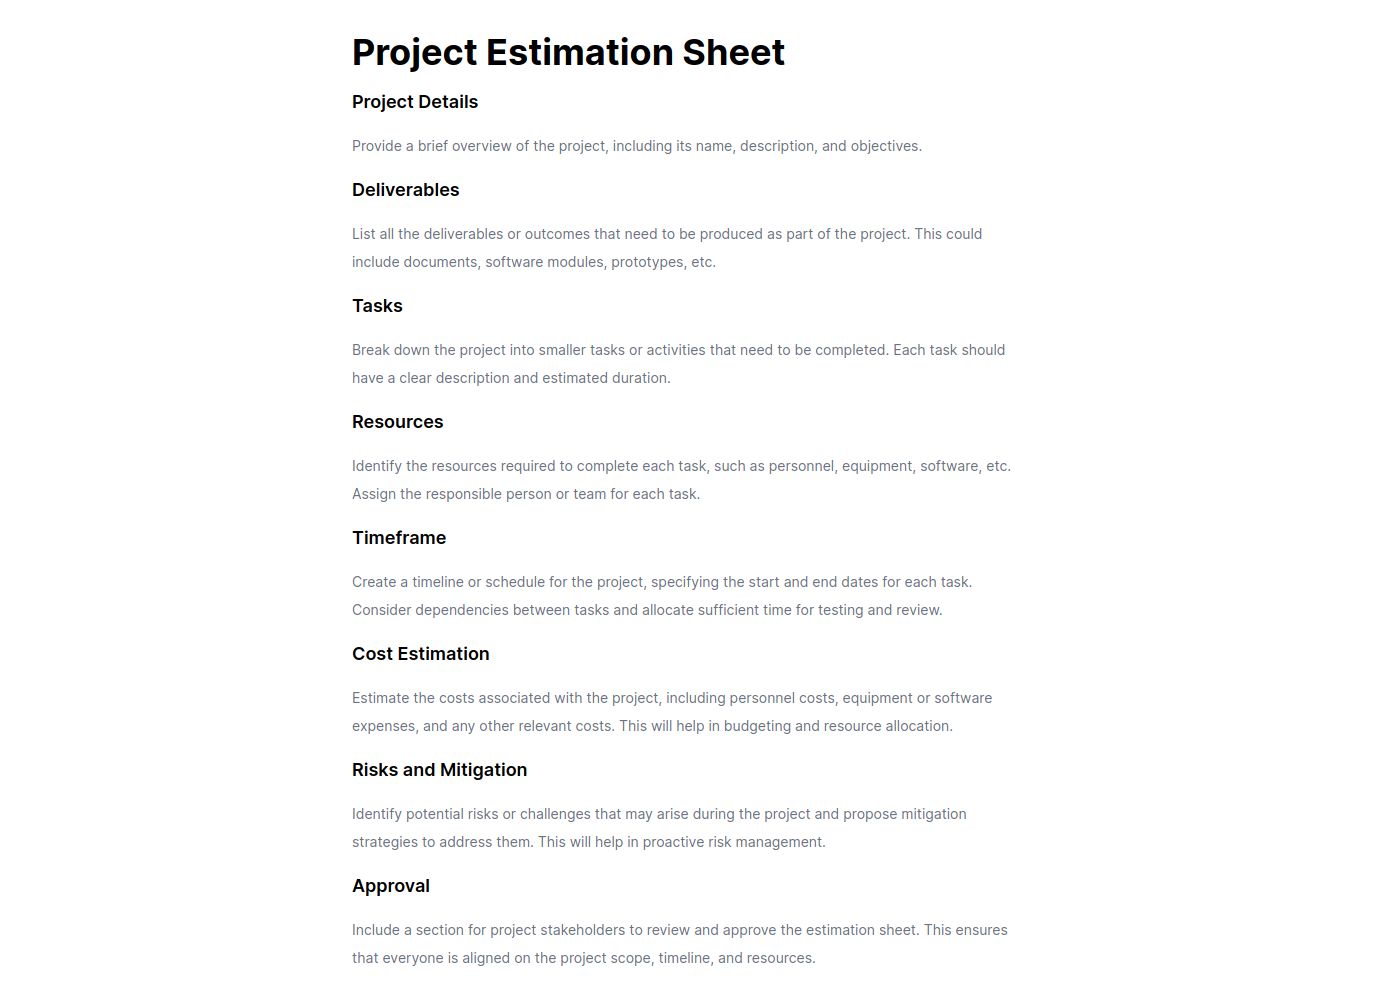 Project Estimation Sheet
Project Details
Provide a brief overview of the project, including its name, description, and objectives.
Deliverables
List all the deliverables or outcomes that need to be produced as part of the project. This could
include documents, software modules, prototypes, etc.
Tasks
Break down the project into smaller tasks or activities that need to be completed. Each task should
have a clear description and estimated duration.
Resources
Identify the resources required to complete each task, such as personnel, equipment, software, etc.
Assign the responsible person or team for each task.
Timeframe
Create a timeline or schedule for the project, specifying the start and end dates for each task.
Consider dependencies between tasks and allocate sufficient time for testing and review.
Cost Estimation
Estimate the costs associated with the project, including personnel costs, equipment or software
expenses, and any other relevant costs. This will help in budgeting and resource allocation.
Risks and Mitigation
Identify potential risks or challenges that may arise during the project and propose mitigation
strategies to address them. This will help in proactive risk management.
Approval
Include a section for project stakeholders to review and approve the estimation sheet. This ensures
that everyone is aligned on the project scope, timeline, and resources.